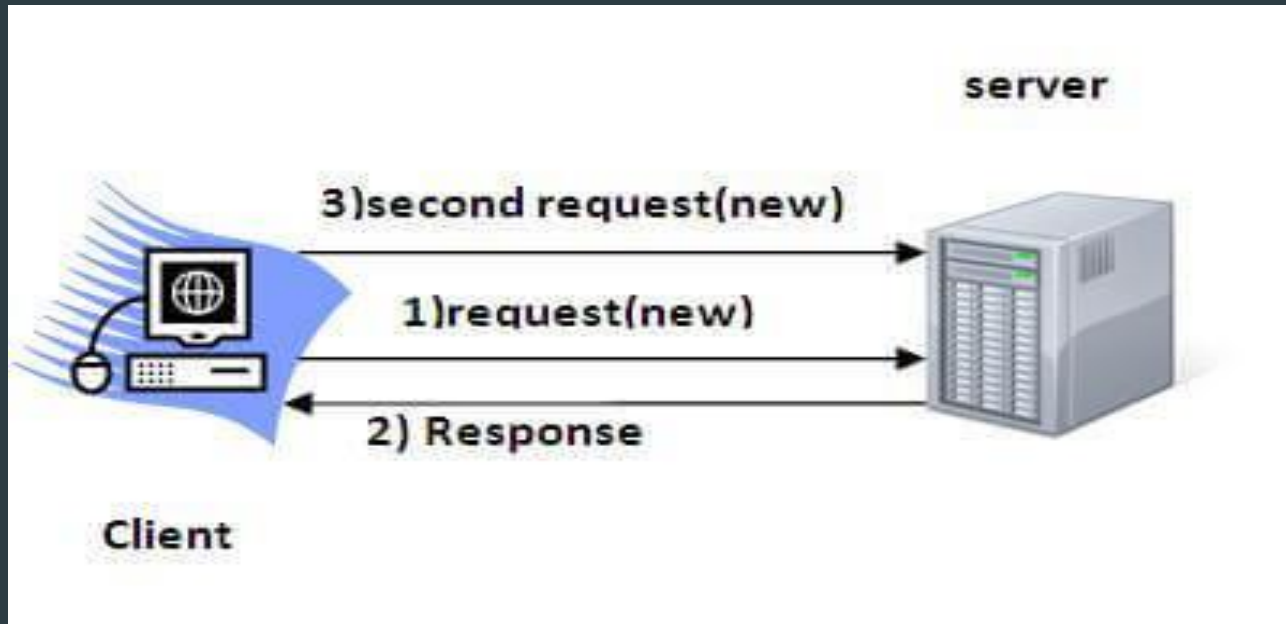 server
3)second request(new)
1)request(new)
2) Response
Client